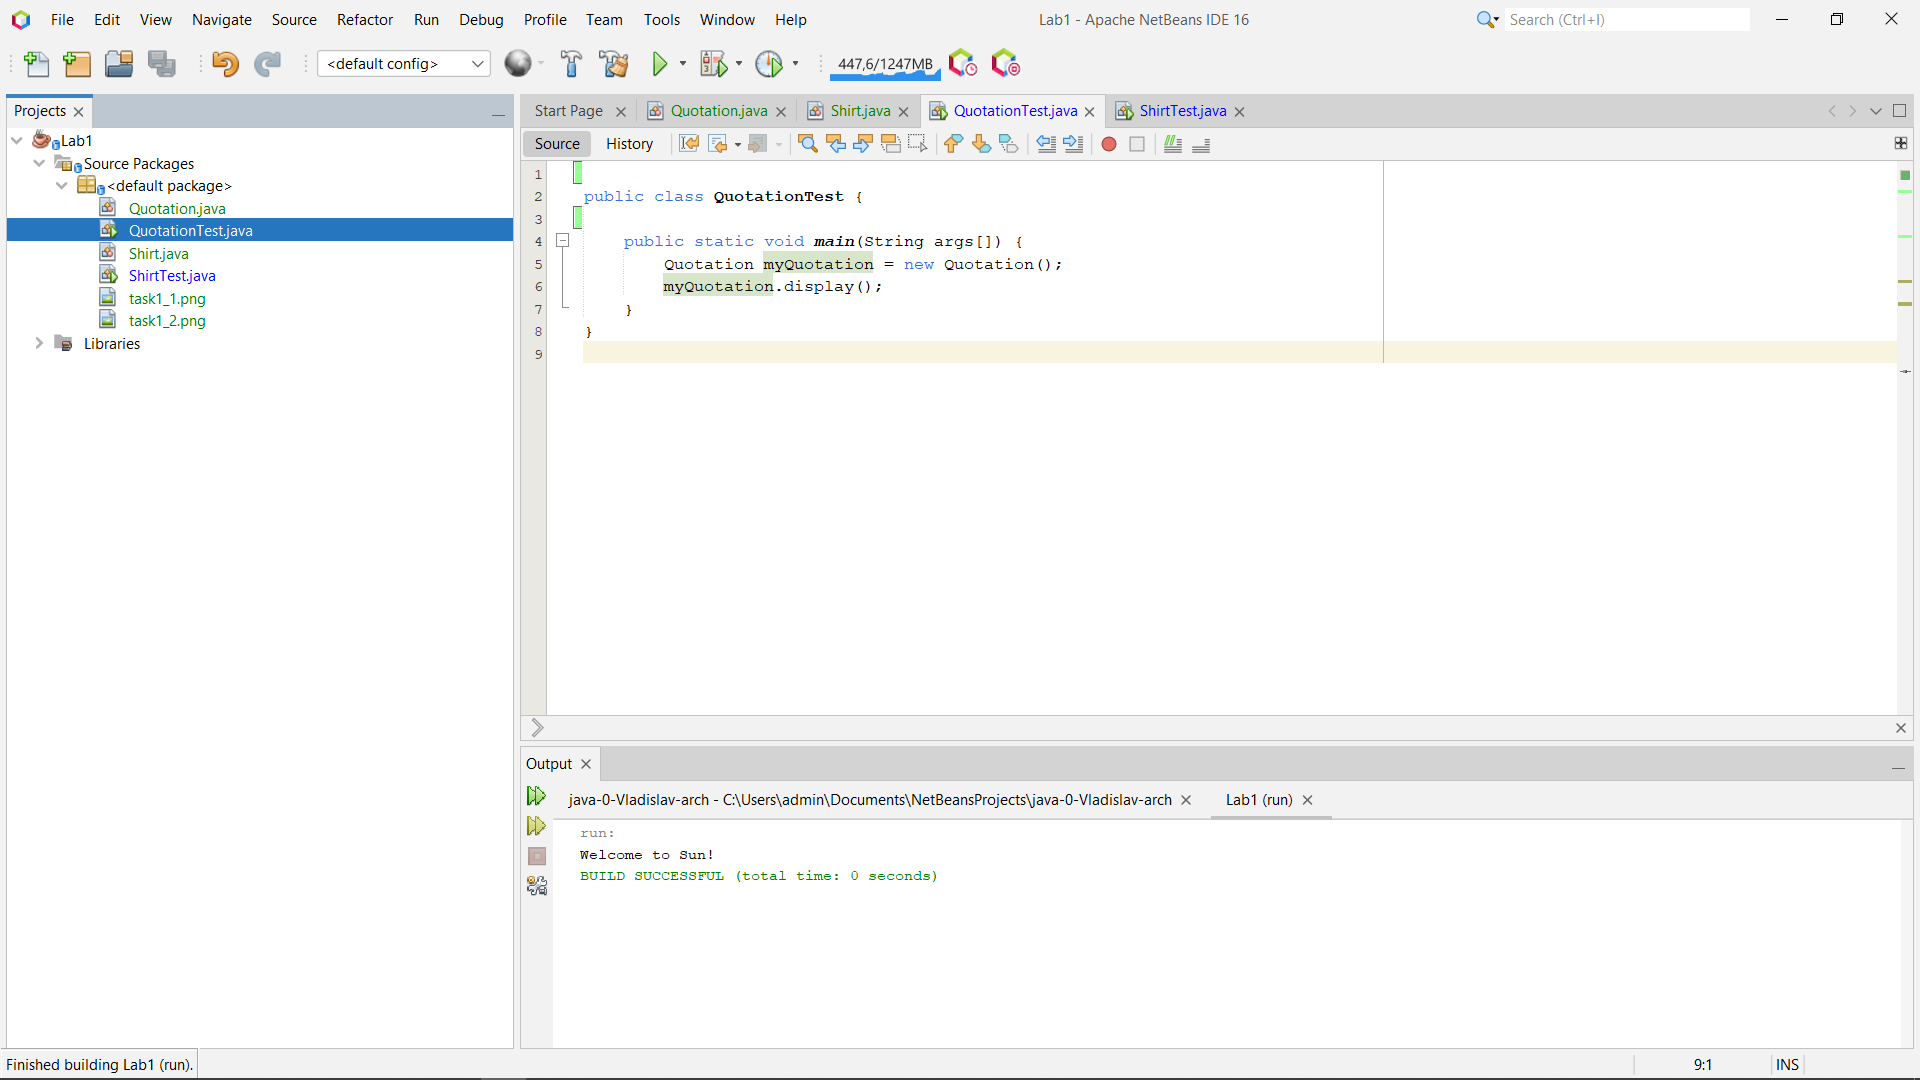 File Edit View Navigate Source Refactor Run Debug Profile Team Tools Window Help
Lab1 - Apache NetBeans IDE 16
Search (Ctrl+I)
<default config>
447,6/1247MB
Projects
Lab1
Source Packages
<default package>
Quotation.java
QuotationTest.java
Shirt.java
ShirtTest.java
task1_1.png
task1_2.png
Libraries
Start Page Quotation.java Shirt.java QuotationTest.java ShirtTest.java
Source History
1
2 public class QuotationTest {
3
4 public static void main(String args[]) {
5 Quotation myQuotation = new Quotation();
6 myQuotation.display();
7 }
8 }
9
Output
java-0-Vladislav-arch - C:\Users\admin\Documents\NetBeansProjects\java-0-Vladislav-arch Lab1 (run)
run:
Welcome to Sun!
BUILD SUCCESSFUL (total time: 0 seconds)
Finished building Lab1 (run).
9:1 INS